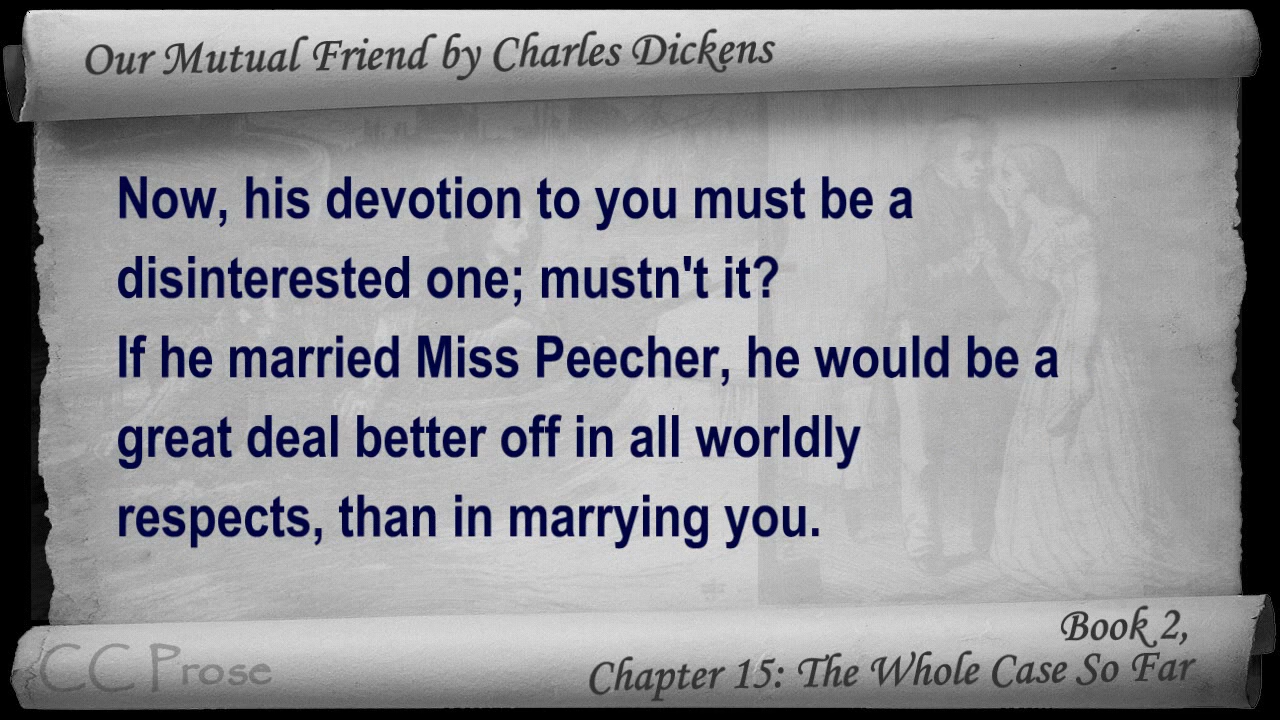 Our Mutual Friend by Charles Dickens
Now, his devotion to you must be a
disinterested one; mustn't it?
If he married Miss Peecher, he would be a
great deal better off in all worldly
respects, than in marrying you.
Book 2,
Chapter 15: The Whole Case So Far
CC Prose